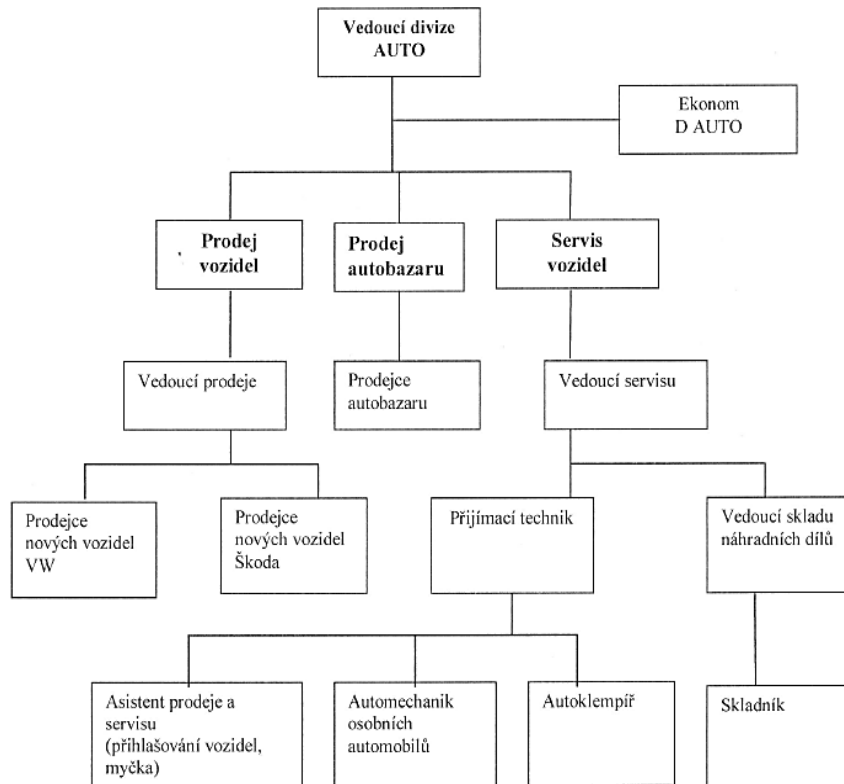 Vedoucí divize
AUTO
Ekonom
D AUTO
Prodej
vozidel
Prodej
autobazaru
Servis
vozidel
Vedoucí prodeje
Prodejce
autobazaru
Vedoucí servisu
Prodejce
nových vozidel
VW
Prodejce
nových vozidel
Škoda
Přijímací technik
Vedoucí skladu
náhradních dílů
Asistent prodeje a
servisu
(přihlašování vozidel,
myčka)
Automechanik
osobních
automobilů
Autoklempíř
Skladník